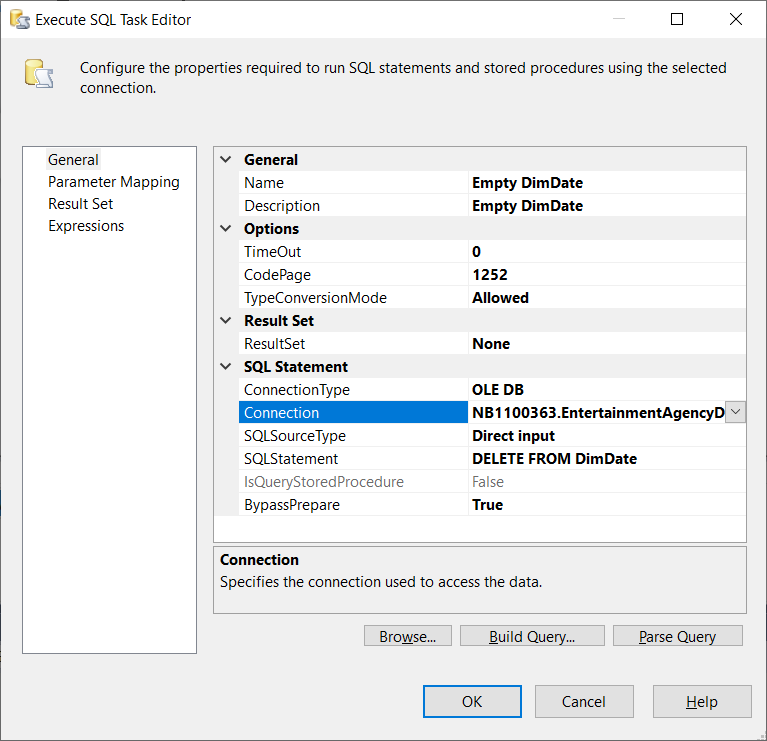 Execute SQL Task Editor
Configure the properties required to run SQL statements and stored procedures using the selected
connection.
General
Parameter Mapping
Result Set
Expressions
General
Name Empty DimDate
Description Empty DimDate
Options
TimeOut 0
CodePage 1252
TypeConversionMode Allowed
Result Set
ResultSet None
SQL Statement
ConnectionType OLE DB
Connection NB1100363.EntertainmentAgencyD
SQLSourceType Direct input
SQLStatement DELETE FROM DimDate
IsQueryStoredProcedure False
BypassPrepare True
Connection
Specifies the connection used to access the data.
Browse... Build Query... Parse Query
OK Cancel Help